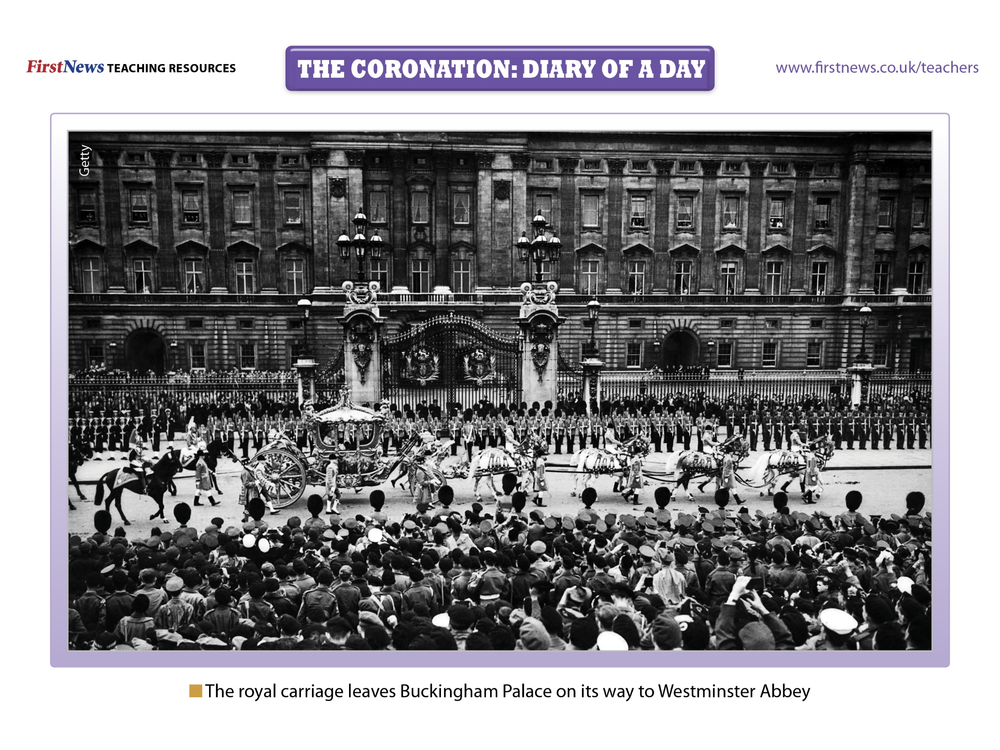 FirstNews TEACHING RESOURCES
THE CORONATION: DIARY OF A DAY
www.firstnews.co.uk/teachers
Getty
The royal carriage leaves Buckingham Palace on its way to Westminster Abbey